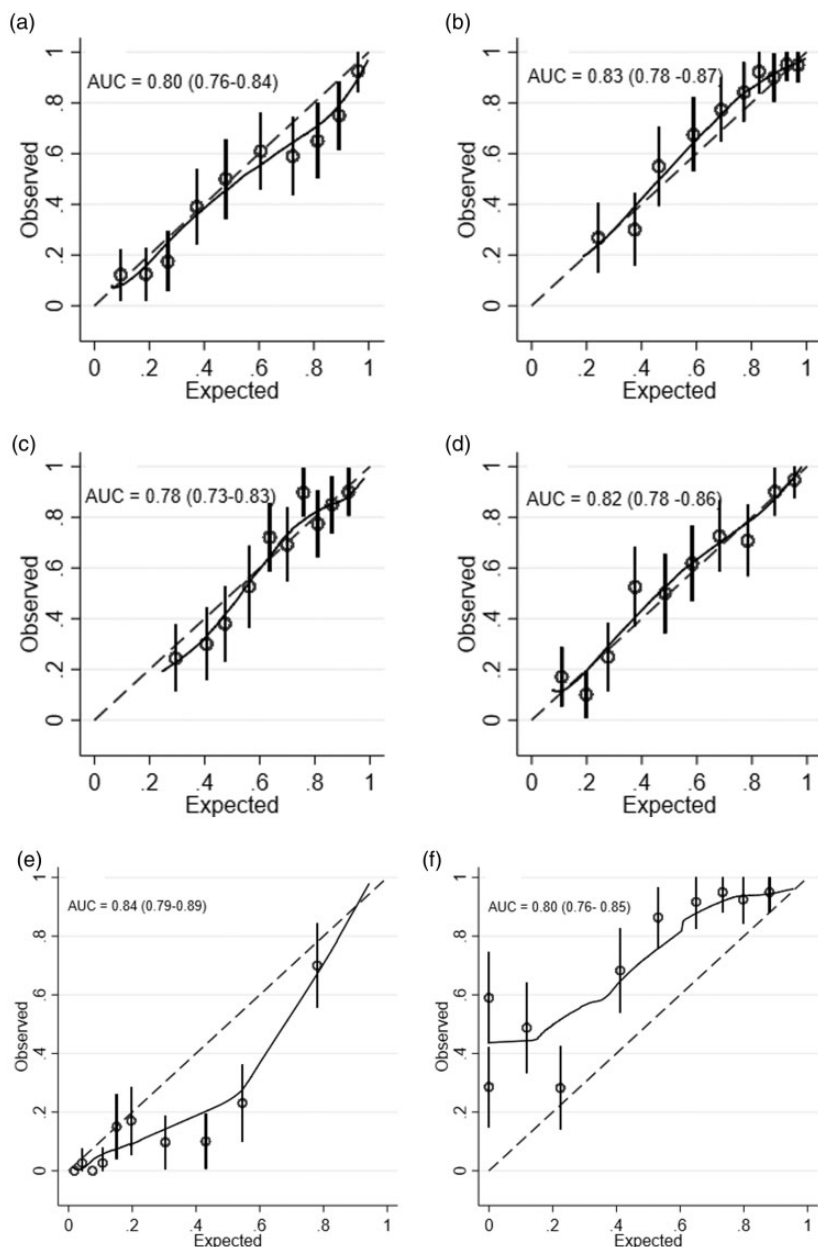 (a)
AUC = 0.80 (0.76-0.84)
Observed
1
.8
.6
.4
.2
0
0 .2 .4 .6 .8 1
Expected
(b)
AUC = 0.83 (0.78 -0.87)
Observed
1
.8
.6
.4
.2
0
0 .2 .4 .6 .8 1
Expected
(c)
AUC = 0.78 (0.73-0.83)
Observed
1
.8
.6
.4
.2
0
0 .2 .4 .6 .8 1
Expected
(d)
AUC = 0.82 (0.78 -0.86)
Observed
1
.8
.6
.4
.2
0
0 .2 .4 .6 .8 1
Expected
(e)
AUC = 0.84 (0.79-0.89)
Observed
1
.8
.6
.4
.2
0
0 .2 .4 .6 .8 1
Expected
(f)
AUC = 0.80 (0.76- 0.85)
Observed
1
.8
.6
.4
.2
0
0 .2 .4 .6 .8 1
Expected